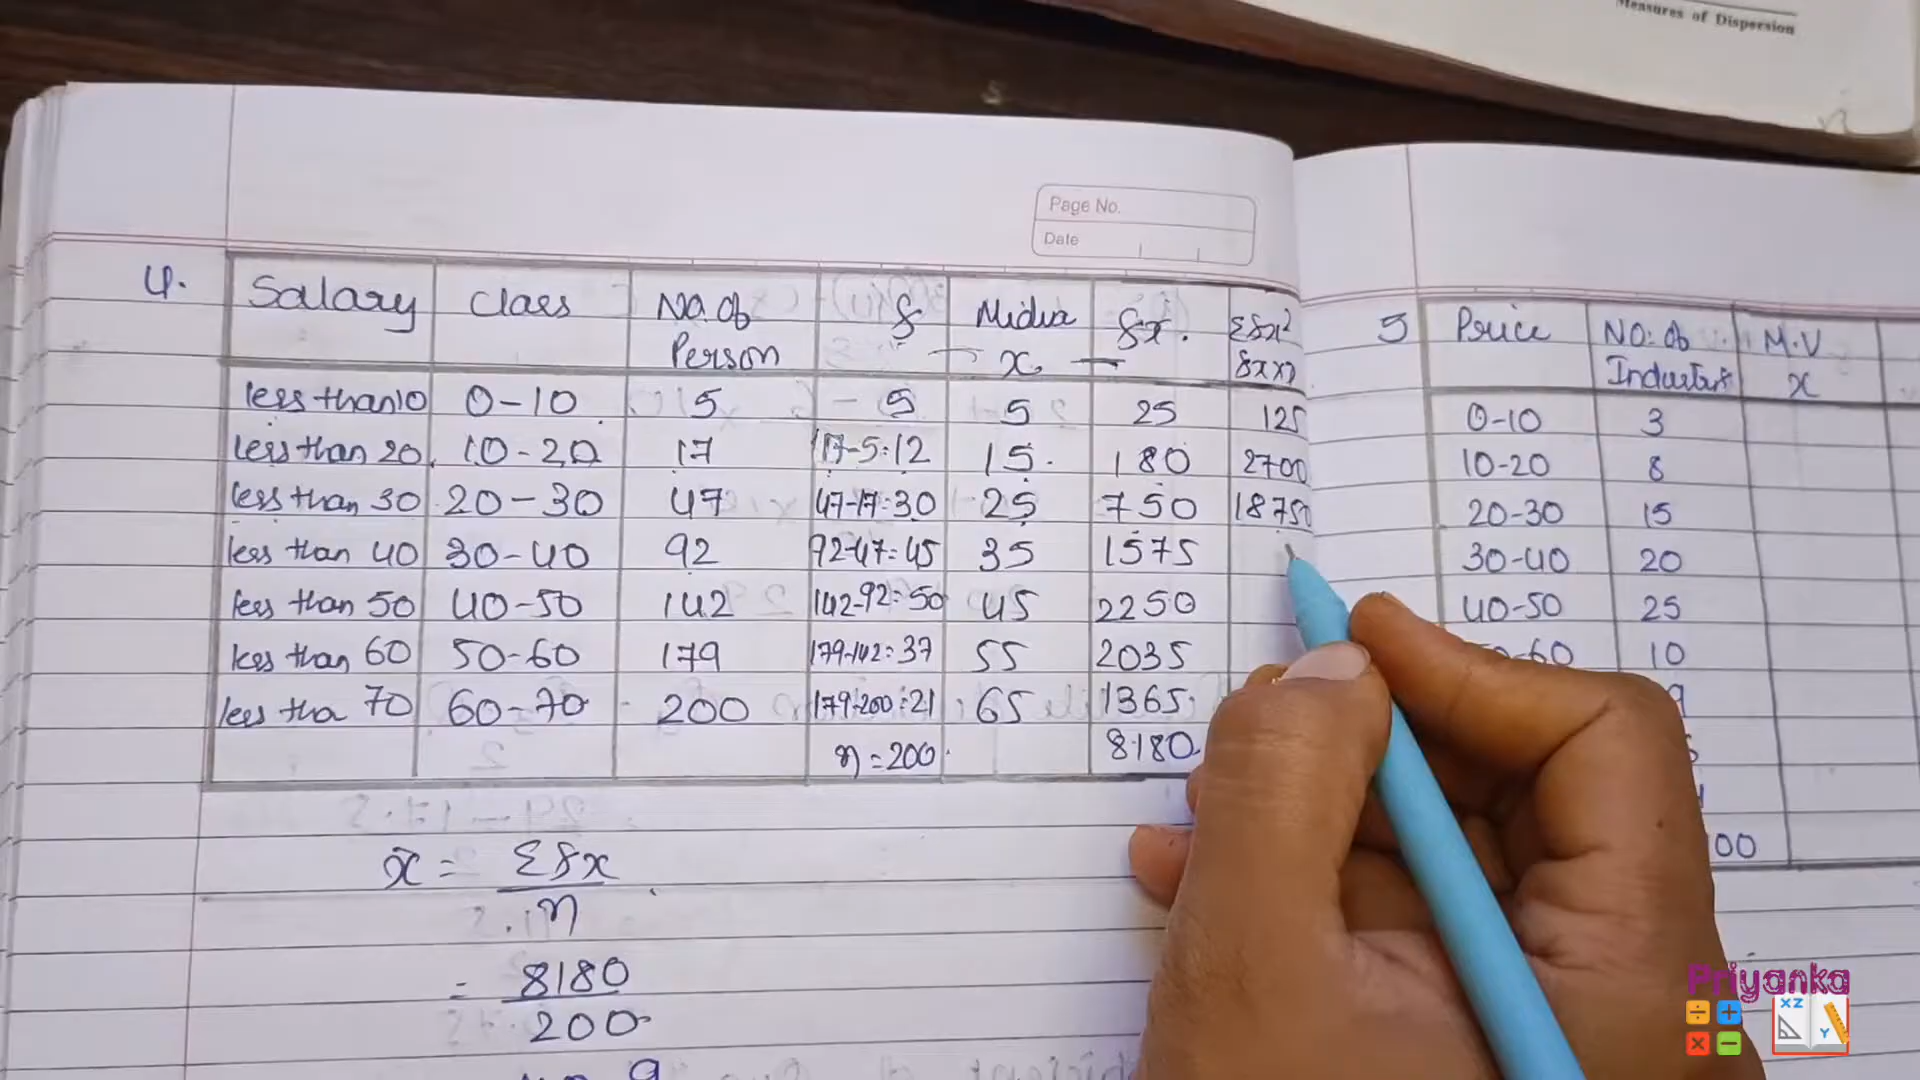 Measures of Dispersion
Page No.
Date
4.
Salary Class No. of Person f Midva x fx. Σfx² fx×x
less than 10 0-10 5 5 5 25 125
less than 20 10-20 17 17-5=12 15 180 2700
less than 30 20-30 47 47-17=30 25 750 18750
less than 40 30-40 92 92-47=45 35 1575
less than 50 40-50 142 142-92=50 45 2250
less than 60 50-60 179 179-142=37 55 2035
less tha 70 60-70 200 179-200=21 65 1365
n=200 8180
x̄ = Σfx
n
= 8180
200
5 Price No: of M.V x
0-10 3
10-20 8
20-30 15
30-40 20
40-50 25
-60 10
9
00
Priyanka
XZ
Y